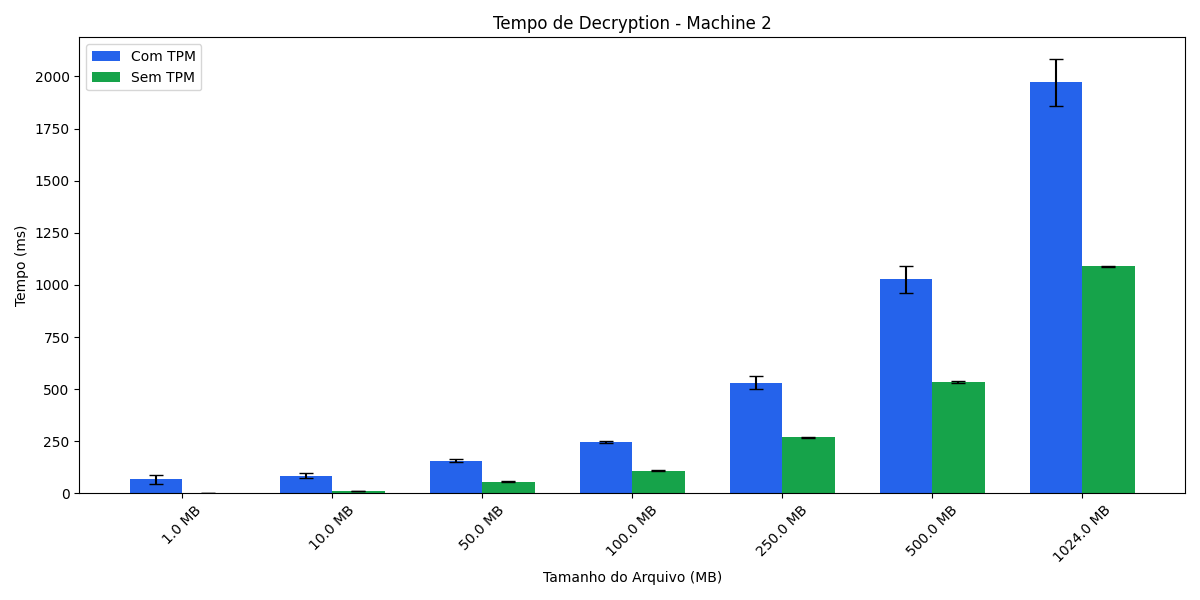 Tempo de Decryption - Machine 2
Com TPM
Sem TPM
Tempo (ms)
2000
1750
1500
1250
1000
750
500
250
0
1.0 MB
10.0 MB
50.0 MB
100.0 MB
250.0 MB
500.0 MB
1024.0 MB
Tamanho do Arquivo (MB)